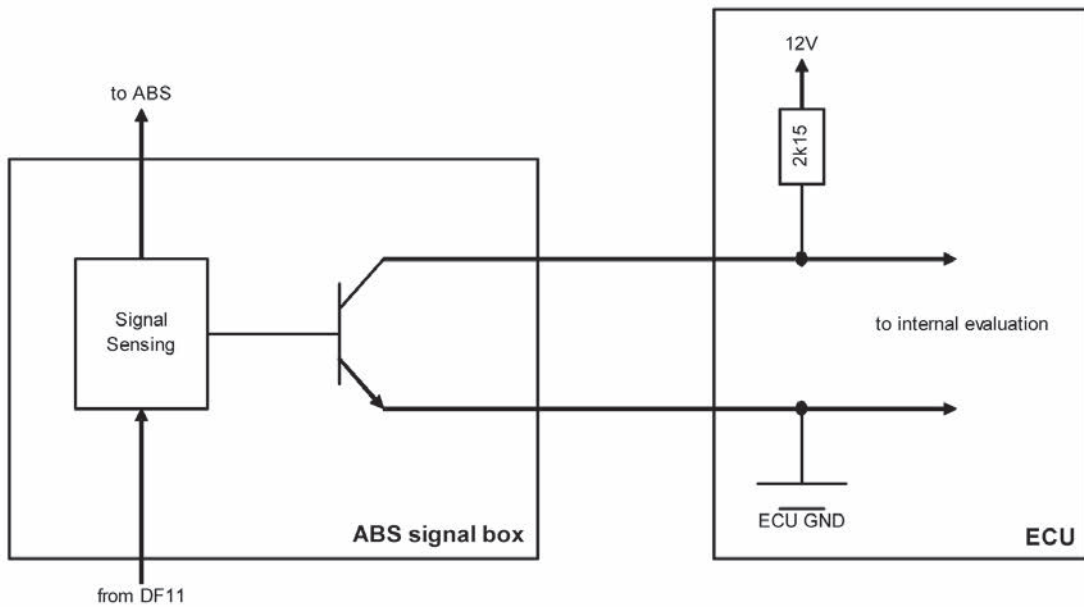 12V
to ABS
2k15
Signal
Sensing
to internal evaluation
ECU GND
ABS signal box
ECU
from DF11